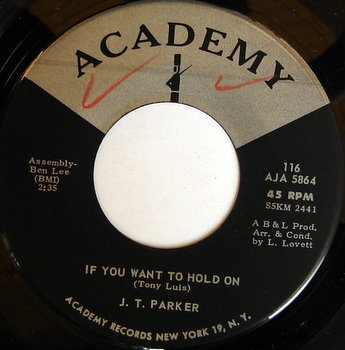 ACADEMY
Assembly-
Ben Lee
(BMI)
2:35
116
AJA 5864
45 RPM
S5KM 2441
A B & L Prod.
Arr. & Cond.
by L. Lovett
IF YOU WANT TO HOLD ON
(Tony Luis)
J. T. PARKER
ACADEMY RECORDS NEW YORK 19, N. Y.